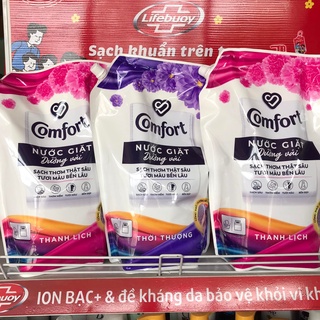 Lifebuoy
Sạch khuẩn trên t
Comfort
NƯỚC GIẶT
Dưỡng vải
SẠCH THƠM THẬT SÂU
TƯƠI MÀU BỀN LÂU
THANH LỊCH
Comfort
NƯỚC GIẶT
Dưỡng vải
SẠCH THƠM THẬT SÂU
TƯƠI MÀU BỀN LÂU
THỜI THƯỢNG
Comfort
NƯỚC GIẶT
Dưỡng vải
SẠCH THƠM THẬT SÂU
TƯƠI MÀU BỀN LÂU
THANH LỊCH
ION BẠC+ & đề kháng da bảo vệ khỏi vi kh